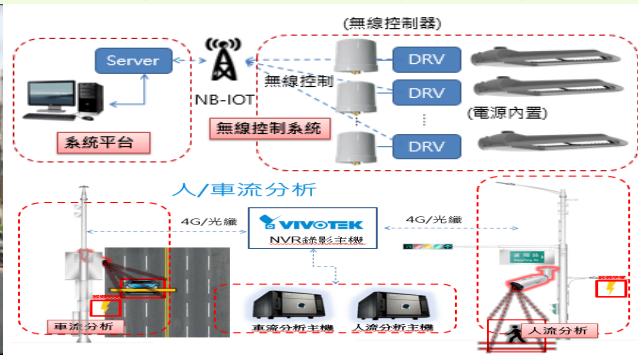 (無線控制器)
Server
DRV
無線控制
NB-IOT
DRV
(電源內置)
系統平台
無線控制系統
DRV
人/車流分析
4G/光纖
VIVOTEK
NVR錄影主機
4G/光纖
車流分析
車流分析主機
人流分析主機
人流分析